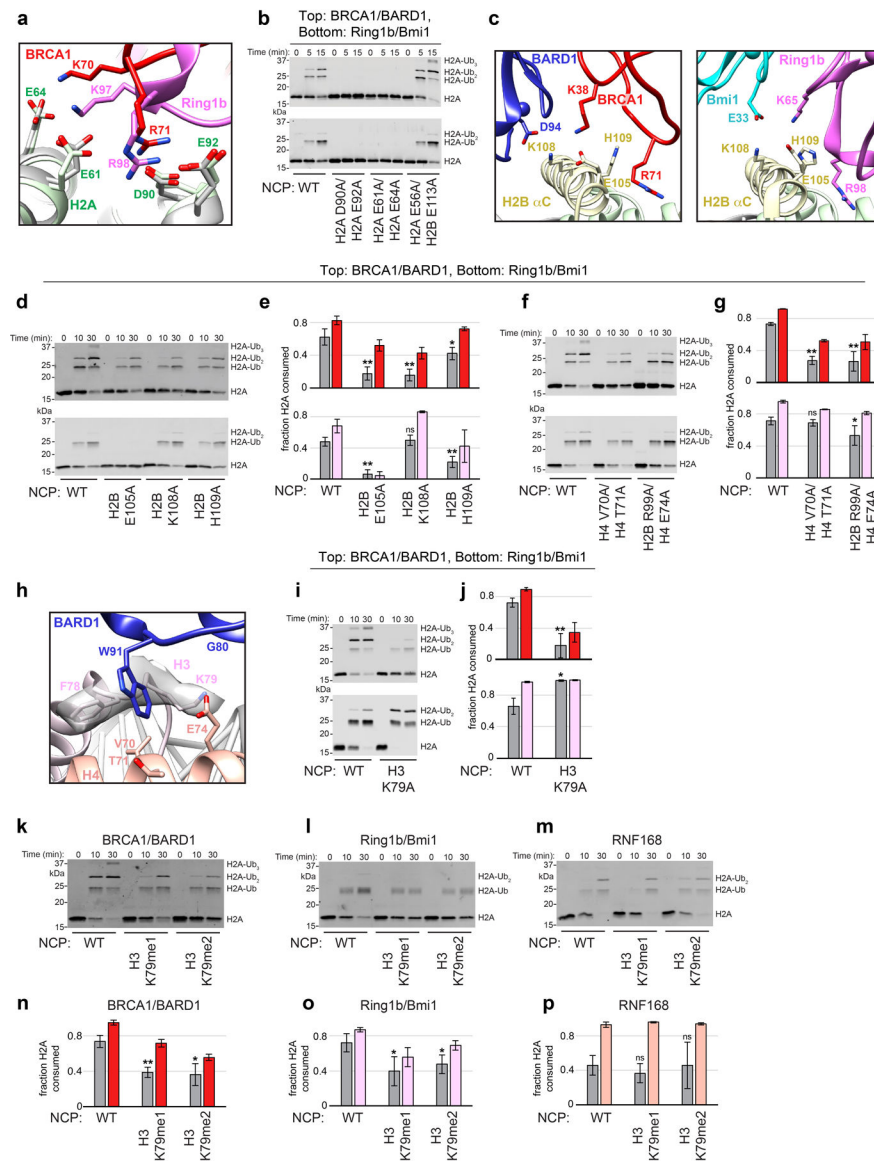 a
BRCA1
K70
K97
E64
Ring1b
R71
E92
R98
E61
D90
H2A
b
Top: BRCA1/BARD1,
Bottom: Ring1b/Bmi1
Time (min): 0 5 15 0 5 15 0 5 15 0 5 15
37
25
20
15
kDa
H2A-Ub3
H2A-Ub2
H2A-Ub
H2A
25
20
15
H2A-Ub2
H2A-Ub
H2A
NCP: WT
H2A D90A/
H2A E92A
H2A E61A/
H2A E64A
H2A E56A/
H2B E113A
c
BARD1
K38
BRCA1
D94
K108
H109
E105
R71
H2B αC
Ring1b
Bmi1
K65
E33
K108
H109
E105
R98
H2B αC
Top: BRCA1/BARD1, Bottom: Ring1b/Bmi1
d
Time (min): 0 10 30 0 10 30 0 10 30 0 10 30
37
25
20
15
kDa
H2A-Ub3
H2A-Ub2
H2A-Ub
H2A
25
20
15
H2A-Ub2
H2A-Ub
H2A
NCP: WT
H2B
E105A
H2B
K108A
H2B
H109A
e
fraction H2A consumed
0.8
0.4
0
** ** *
0.8
0.4
0
** ns **
WT
H2B
E105A
H2B
K108A
H2B
H109A
f
Time (min): 0 10 30 0 10 30 0 10 30
37
25
20
15
kDa
H2A-Ub3
H2A-Ub2
H2A-Ub
H2A
25
20
15
H2A-Ub2
H2A-Ub
H2A
NCP: WT
H4 V70A/
H4 T71A
H2B R99A/
H4 E74A
g
fraction H2A consumed
0.8
0.4
0
** **
0.8
0.4
0
ns *
WT
H4 V70A/
H4 T71A
H2B R99A/
H4 E74A
Top: BRCA1/BARD1, Bottom: Ring1b/Bmi1
h
BARD1
W91
G80
H3
F78
K79
E74
V70
T71
H4
i
Time (min): 0 10 30 0 10 30
37
25
20
15
kDa
H2A-Ub3
H2A-Ub2
H2A-Ub
H2A
25
20
15
H2A-Ub2
H2A-Ub
H2A
NCP: WT
H3
K79A
j
fraction H2A consumed
0.8
0.4
0
**
0.8
0.4
0
*
WT
H3
K79A
k
BRCA1/BARD1
Time (min): 0 10 30 0 10 30 0 10 30
37
kDa
25
20
15
H2A-Ub3
H2A-Ub2
H2A-Ub
H2A
NCP: WT
H3
K79me1
H3
K79me2
l
Ring1b/Bmi1
Time (min): 0 10 30 0 10 30 0 10 30
37
kDa
25
20
15
H2A-Ub2
H2A-Ub
H2A
NCP: WT
H3
K79me1
H3
K79me2
m
RNF168
Time (min): 0 10 30 0 10 30 0 10 30
37
kDa
25
20
15
H2A-Ub2
H2A-Ub
H2A
NCP: WT
H3
K79me1
H3
K79me2
n
BRCA1/BARD1
fraction H2A
consumed
0.8
0.4
0
** *
WT
H3
K79me1
H3
K79me2
o
Ring1b/Bmi1
fraction H2A
consumed
0.8
0.4
0
* *
WT
H3
K79me1
H3
K79me2
p
RNF168
fraction H2A
consumed
0.8
0.4
0
ns ns
WT
H3
K79me1
H3
K79me2